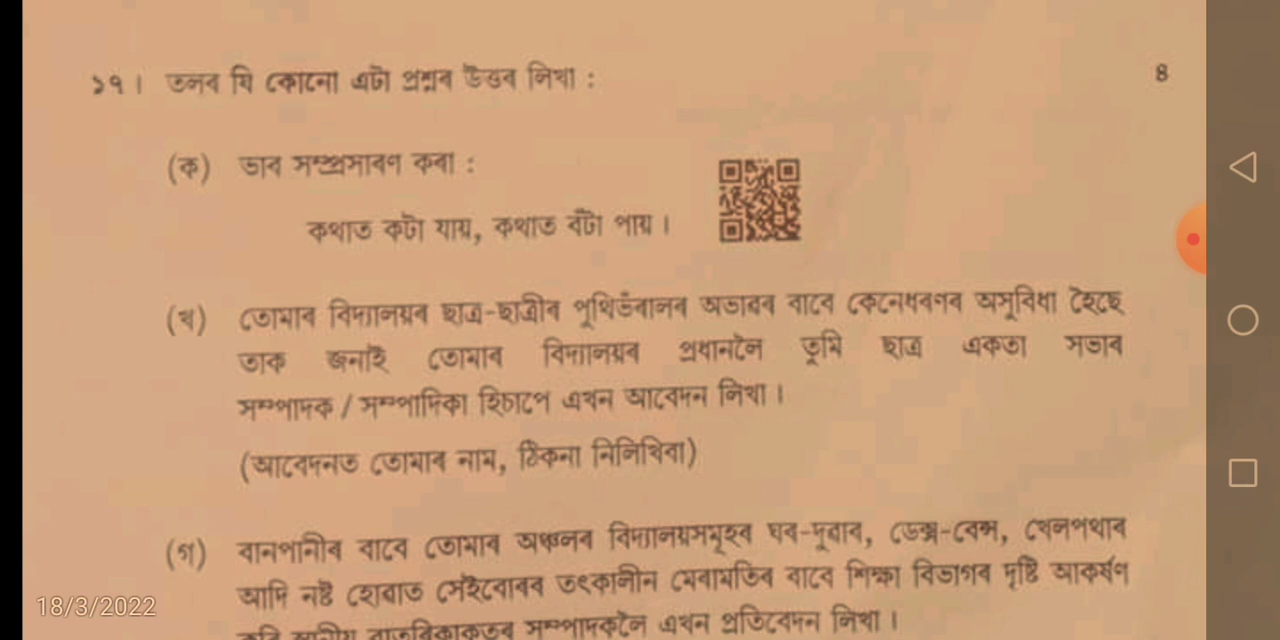 ১৭। তলৰ যি কোনো এটা প্ৰশ্নৰ উত্তৰ লিখা : ৪
(ক) ভাব সম্প্ৰসাৰণ কৰা :
কথাত কটা যায়, কথাত বঁটা পায়।
(খ) তোমাৰ বিদ্যালয়ৰ ছাত্ৰ-ছাত্ৰীৰ পুথিভঁৰালৰ অভাৱৰ বাবে কেনেধৰণৰ অসুবিধা হৈছে
তাক জনাই তোমাৰ বিদ্যালয়ৰ প্ৰধানলৈ তুমি ছাত্ৰ একতা সভাৰ
সম্পাদক / সম্পাদিকা হিচাপে এখন আবেদন লিখা।
(আবেদনত তোমাৰ নাম, ঠিকনা নিলিখিবা)
(গ) বানপানীৰ বাবে তোমাৰ অঞ্চলৰ বিদ্যালয়সমূহৰ ঘৰ-দুৱাৰ, ডেক্স-বেঞ্চ, খেলপথাৰ
আদি নষ্ট হোৱাত সেইবোৰৰ তৎকালীন মেৰামতিৰ বাবে শিক্ষা বিভাগৰ দৃষ্টি আকৰ্ষণ
কৰি স্থানীয় বাতৰিকাকতৰ সম্পাদকলৈ এখন প্ৰতিবেদন লিখা।
18/3/2022